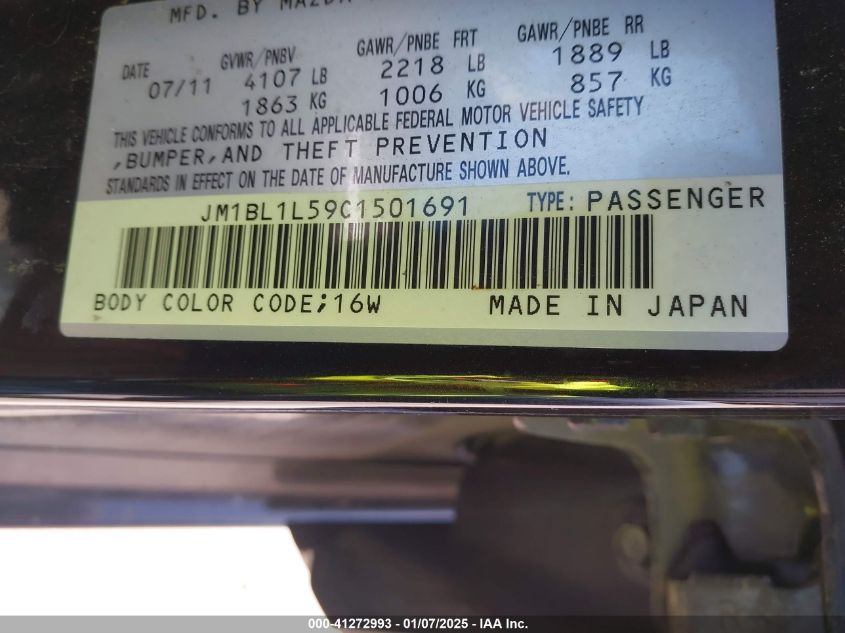 MFD. BY MAZDA
DATE GVWR/PNBV GAWR/PNBE FRT GAWR/PNBE RR
07/11 4107 LB 2218 LB 1889 LB
1863 KG 1006 KG 857 KG
THIS VEHICLE CONFORMS TO ALL APPLICABLE FEDERAL MOTOR VEHICLE SAFETY
,BUMPER,AND THEFT PREVENTION
STANDARDS IN EFFECT ON THE DATE OF MANUFACTURE SHOWN ABOVE.
JM1BL1L59C1501691 TYPE: PASSENGER
BODY COLOR CODE;16W MADE IN JAPAN
000-41272993 - 01/07/2025 - IAA Inc.